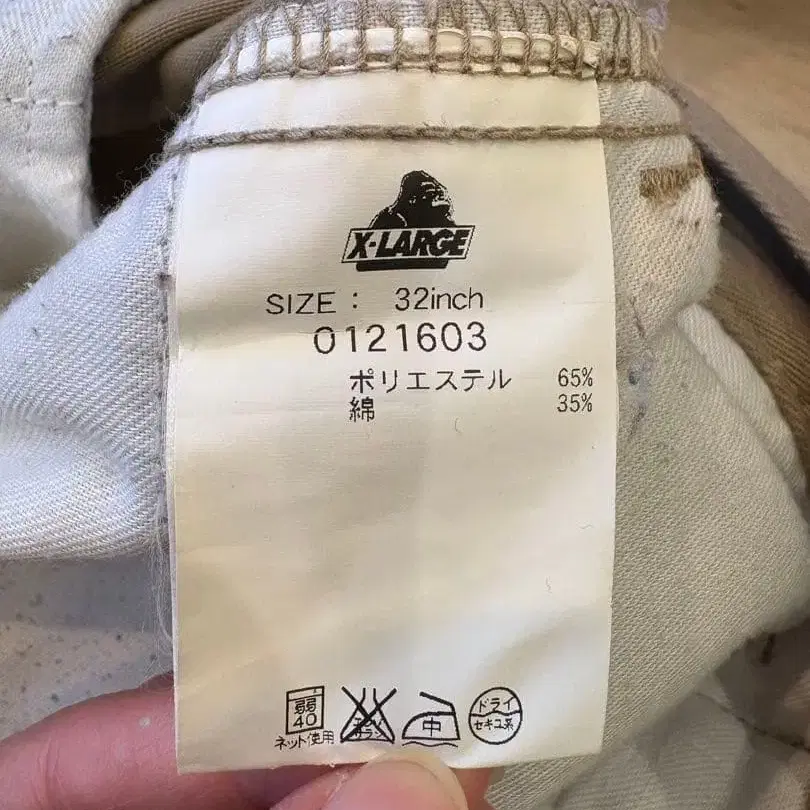 X-LARGE
SIZE : 32inch
0121603
ポリエステル 65%
綿 35%
弱
40
ネット使用
エンソ
サラシ
中
ドライ
セキユ系